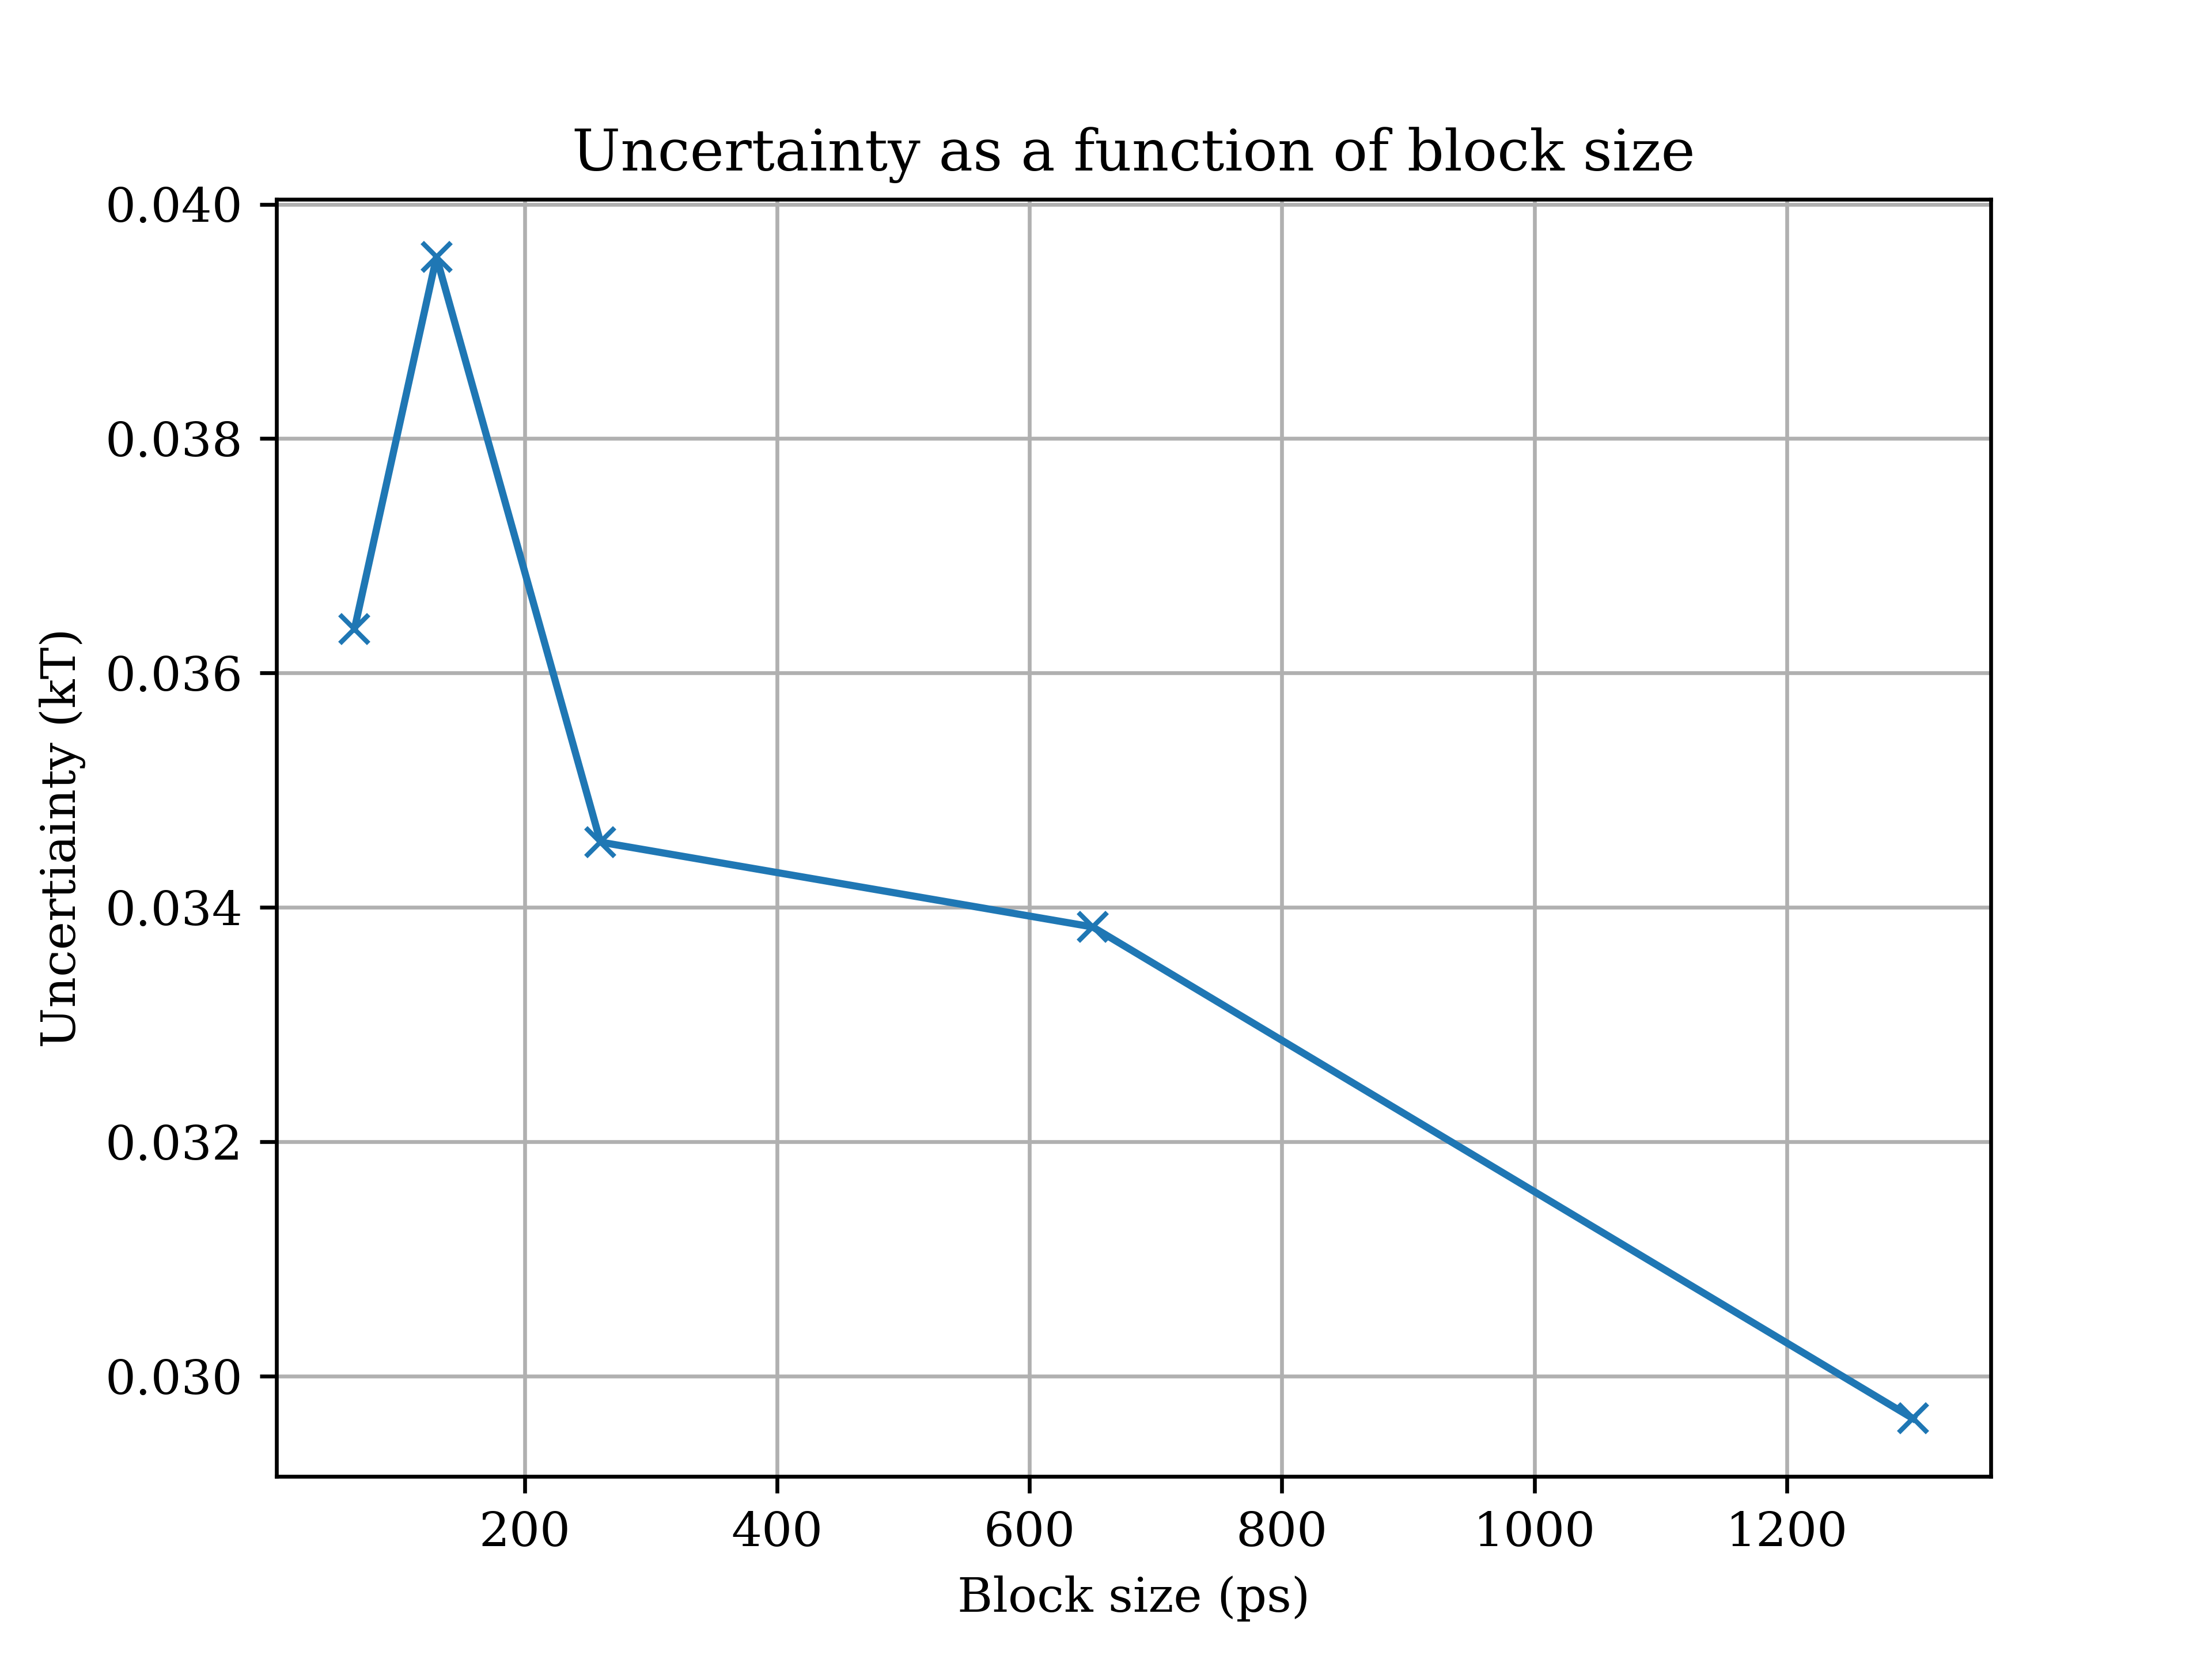 Uncertainty as a function of block size
0.040
0.038
0.036
0.034
0.032
0.030
Uncertiainty (kT)
200 400 600 800 1000 1200
Block size (ps)